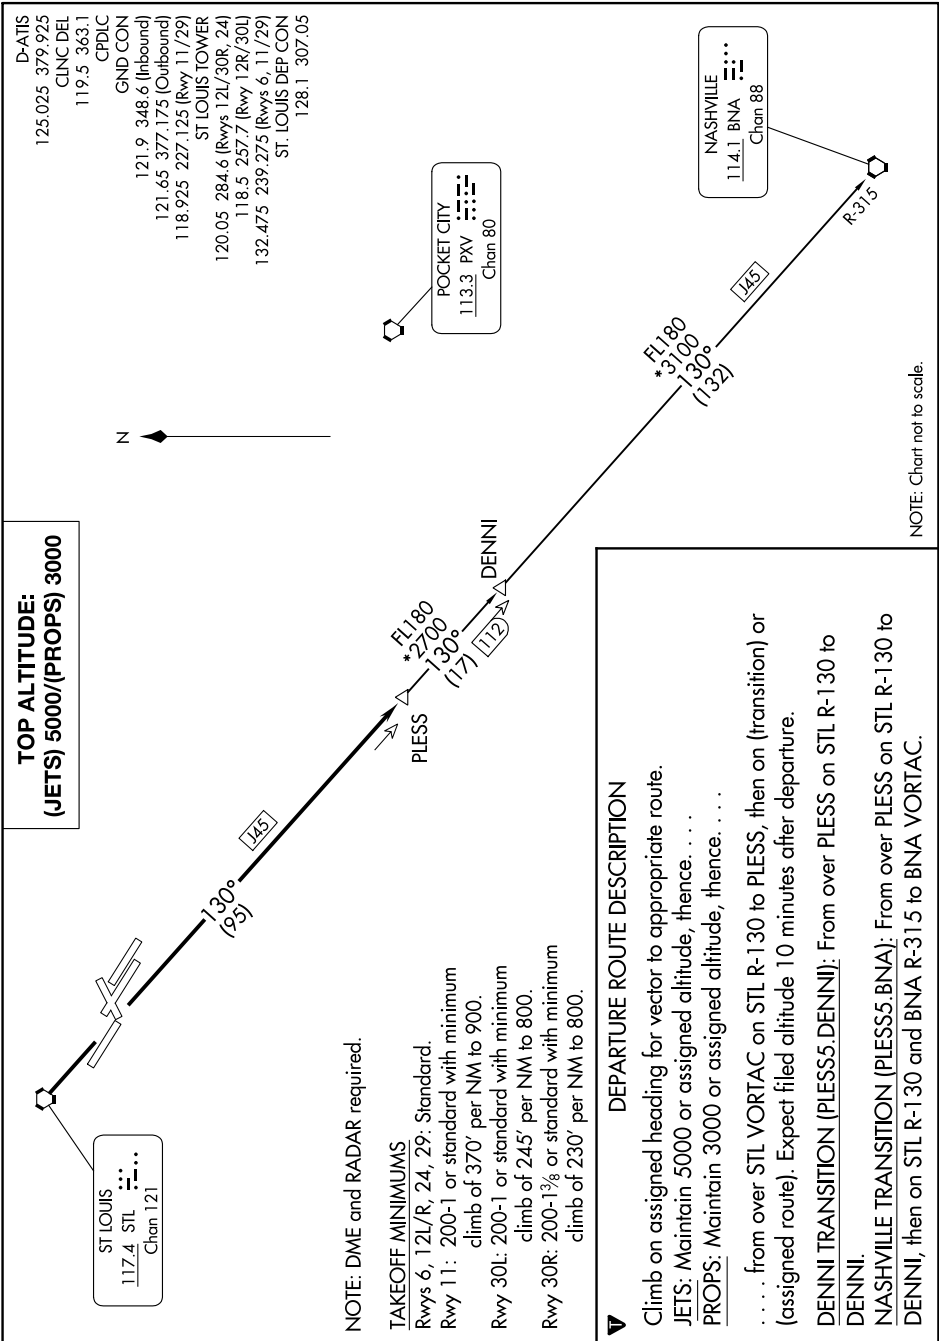 TOP ALTITUDE:
(JETS) 5000/(PROPS) 3000
D-ATIS
125.025 379.925
CLNC DEL
119.5 363.1
CPDLC
GND CON
121.9 348.6 (Inbound)
121.65 377.175 (Outbound)
118.925 227.125 (Rwy 11/29)
ST LOUIS TOWER
120.05 284.6 (Rwys 12L/30R, 24)
118.5 257.7 (Rwy 12R/30L)
132.475 239.275 (Rwys 6, 11/29)
ST. LOUIS DEP CON
128.1 307.05
N
ST LOUIS
117.4 STL
Chan 121
130°
(95)
J45
PLESS
FL180
*2700
130°
(17)
112
DENNI
POCKET CITY
113.3 PXV
Chan 80
FL180
*3100
130°
(132)
J45
R-315
NASHVILLE
114.1 BNA
Chan 88
NOTE: DME and RADAR required.
TAKEOFF MINIMUMS
Rwys 6, 12L/R, 24, 29: Standard.
Rwy 11: 200-1 or standard with minimum
climb of 370' per NM to 900.
Rwy 30L: 200-1 or standard with minimum
climb of 245' per NM to 800.
Rwy 30R: 200-1⅜ or standard with minimum
climb of 230' per NM to 800.
NOTE: Chart not to scale.
T
DEPARTURE ROUTE DESCRIPTION
Climb on assigned heading for vector to appropriate route.
JETS: Maintain 5000 or assigned altitude, thence. . . .
PROPS: Maintain 3000 or assigned altitude, thence. . . .
. . . . from over STL VORTAC on STL R-130 to PLESS, then on (transition) or
(assigned route). Expect filed altitude 10 minutes after departure.
DENNI TRANSITION (PLESS5.DENNI): From over PLESS on STL R-130 to
DENNI.
NASHVILLE TRANSITION (PLESS5.BNA): From over PLESS on STL R-130 to
DENNI, then on STL R-130 and BNA R-315 to BNA VORTAC.